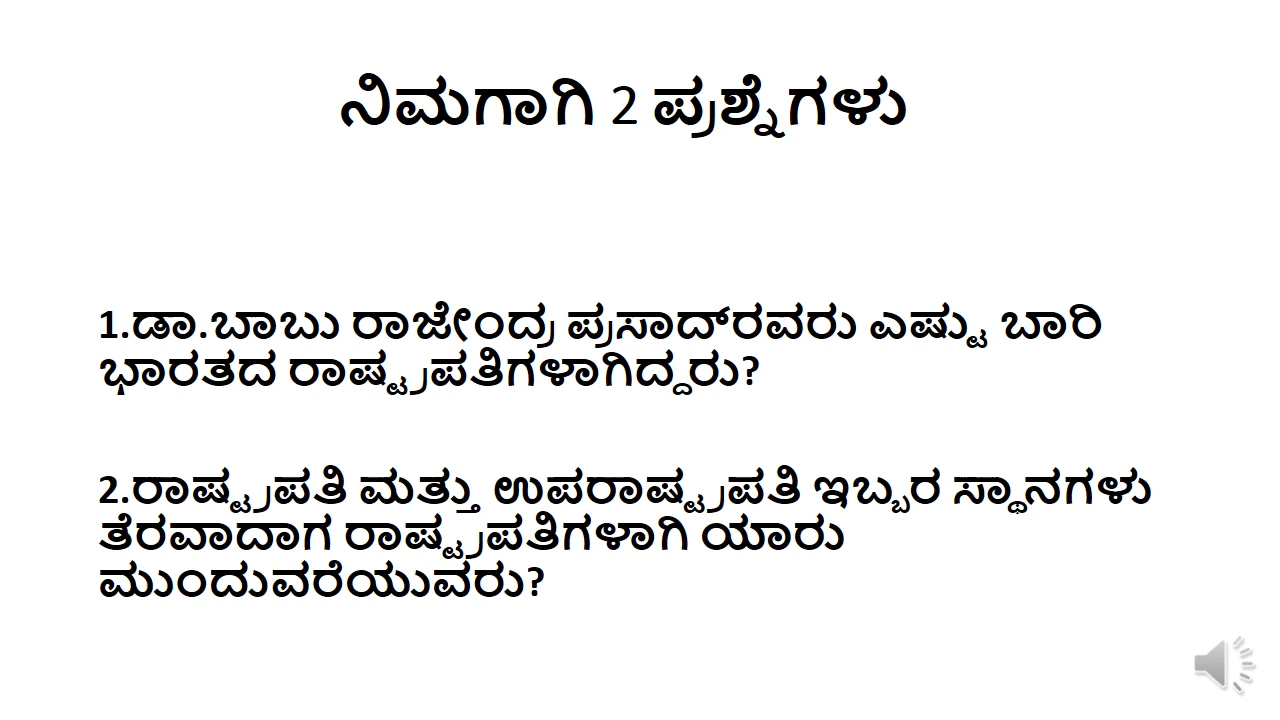 ನಿಮಗಾಗಿ 2 ಪ್ರಶ್ನೆಗಳು
1.ಡಾ.ಬಾಬು ರಾಜೇಂದ್ರ ಪ್ರಸಾದ್‌ರವರು ಎಷ್ಟು ಬಾರಿ
ಭಾರತದ ರಾಷ್ಟ್ರಪತಿಗಳಾಗಿದ್ದರು?
2.ರಾಷ್ಟ್ರಪತಿ ಮತ್ತು ಉಪರಾಷ್ಟ್ರಪತಿ ಇಬ್ಬರ ಸ್ಥಾನಗಳು
ತೆರವಾದಾಗ ರಾಷ್ಟ್ರಪತಿಗಳಾಗಿ ಯಾರು
ಮುಂದುವರೆಯುವರು?